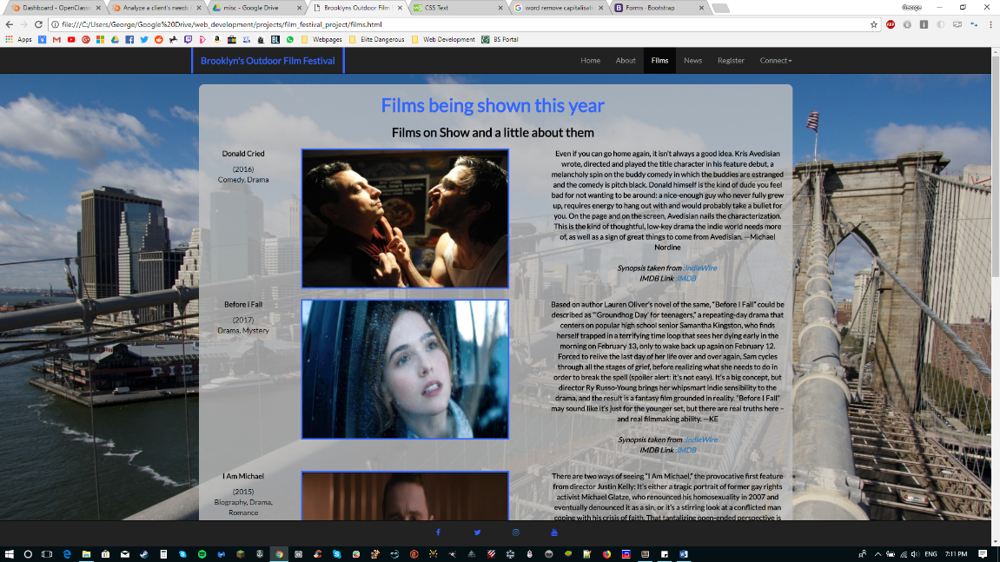 Dashboard - OpenClassr
Analyze a client's needs
misc - Google Drive
Brooklyns Outdoor Film
CSS Text
word remove capitalisati
Forms · Bootstrap
George
file:///C:/Users/George/Google%20Drive/web_development/projects/film_festival_project/films.html
Apps
Webpages
Elite Dangerous
Web Development
BS Portal
Brooklyn's Outdoor Film Festival
Home
About
Films
News
Register
Connect
Films being shown this year
Films on Show and a little about them
Donald Cried
(2016)
Comedy, Drama
Even if you can go home again, it isn't always a good idea. Kris Avedisian
wrote, directed and played the title character in his feature debut, a
melancholy spin on the buddy comedy in which the buddies are estranged
and the comedy is pitch black. Donald himself is the kind of dude you feel
bad for not wanting to be around: a nice-enough guy who never fully grew
up, requires energy to hang out with and would probably take a bullet for
you. On the page and on the screen, Avedisian nails the characterization.
This is the kind of thoughtful, low-key drama the indie world needs more
of, as well as a sign of great things to come from Avedisian. —Michael
Nordine
Synopsis taken from :IndieWire
IMDB Link :IMDB
Before i Fall
(2017)
Drama, Mystery
Based on author Lauren Oliver's novel of the same, "Before I Fall" could be
described as "'Groundhog Day' for teenagers," a repeating-day drama that
centers on popular high school senior Samantha Kingston, who finds
herself trapped in a terrifying time loop that sees her dying early in the
morning on February 13, only to wake back up again on February 12.
Forced to relive the last day of her life over and over again, Sam cycles
through all the stages of grief, before realizing what she needs to do in
order to break the spell (spoiler alert: it's not easy). It's a big concept, but
director Ry Russo-Young brings her whipsmart indie sensibility to the
drama, and the result is a fantasy film grounded in reality. "Before I Fall"
may sound like it's just for the younger set, but there are real truths here –
and real filmmaking ability. —KE
Synopsis taken from :IndieWire
IMDB Link :IMDB
I Am Michael
(2015)
Biography, Drama,
Romance
There are two ways of seeing "I Am Michael," the provocative first feature
from director Justin Kelly: It's either a tragic portrait of former gay rights
activist Michael Glatze, who renounced his homosexuality in 2007 and
eventually denounced it as a sin, or it's a stirring look at a conflicted man
coping with his crisis of faith. That tantalizing open-ended perspective is
ENG
7:11 PM